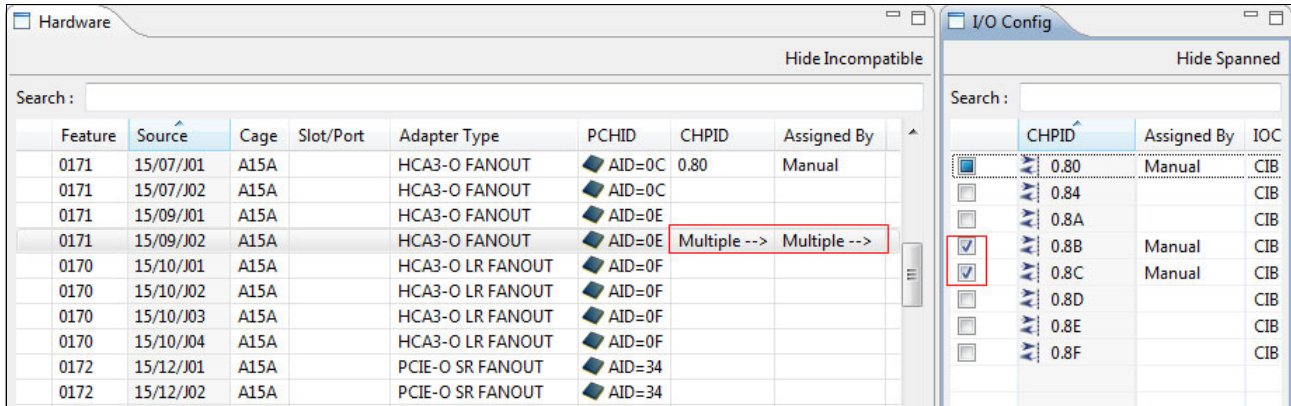 Hardware
Hide Incompatible
Search :
Feature Source Cage Slot/Port Adapter Type PCHID CHPID Assigned By
0171 15/07/J01 A15A HCA3-O FANOUT AID=0C 0.80 Manual
0171 15/07/J02 A15A HCA3-O FANOUT AID=0C
0171 15/09/J01 A15A HCA3-O FANOUT AID=0E
0171 15/09/J02 A15A HCA3-O FANOUT AID=0E Multiple --> Multiple -->
0170 15/10/J01 A15A HCA3-O LR FANOUT AID=0F
0170 15/10/J02 A15A HCA3-O LR FANOUT AID=0F
0170 15/10/J03 A15A HCA3-O LR FANOUT AID=0F
0170 15/10/J04 A15A HCA3-O LR FANOUT AID=0F
0172 15/12/J01 A15A PCIE-O SR FANOUT AID=34
0172 15/12/J02 A15A PCIE-O SR FANOUT AID=34
I/O Config
Hide Spanned
Search :
CHPID Assigned By IOC
0.80 Manual CIB
0.84 CIB
0.8A CIB
0.8B Manual CIB
0.8C Manual CIB
0.8D CIB
0.8E CIB
0.8F CIB